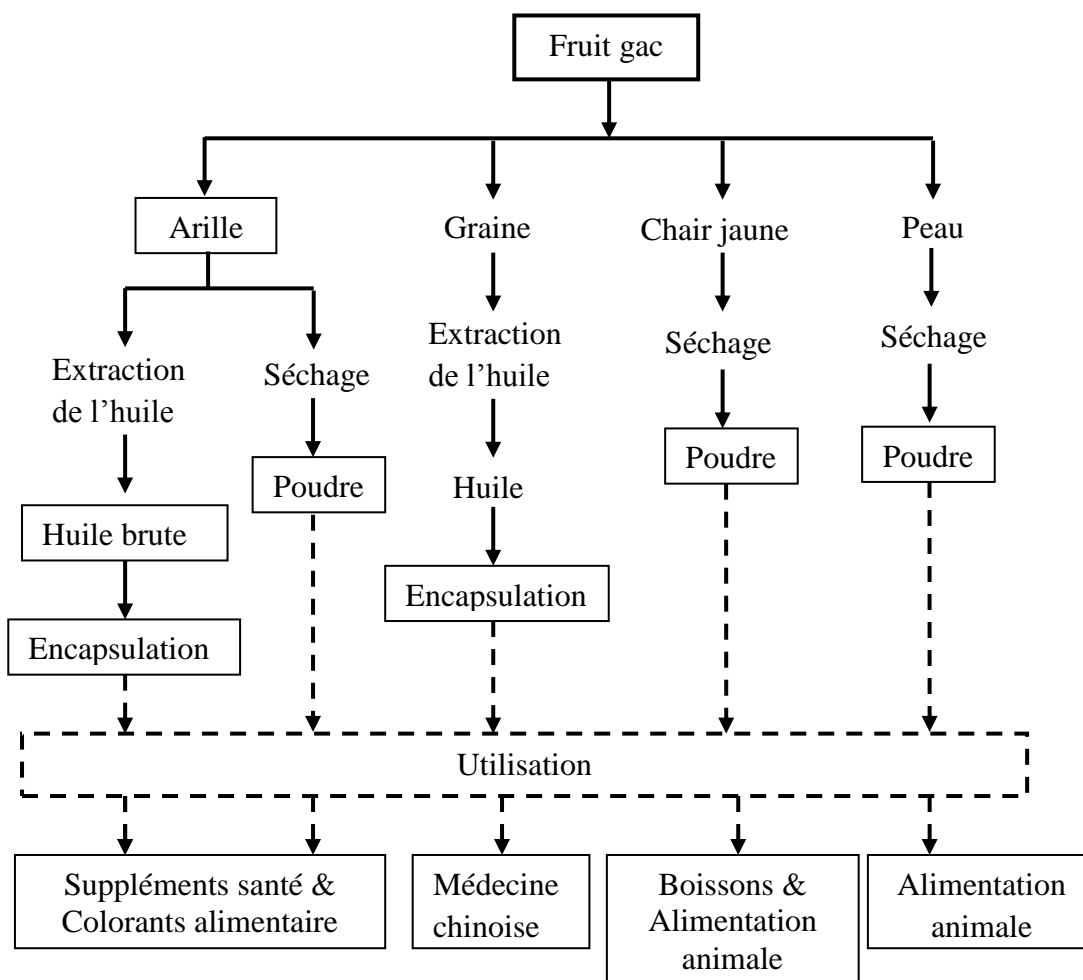 Fruit gac
Arille
Graine
Chair jaune
Peau
Extraction
de l’huile
Séchage
Extraction
de l’huile
Séchage
Séchage
Huile brute
Poudre
Huile
Poudre
Poudre
Encapsulation
Encapsulation
Utilisation
Suppléments santé &
Colorants alimentaire
Médecine
chinoise
Boissons &
Alimentation
animale
Alimentation
animale